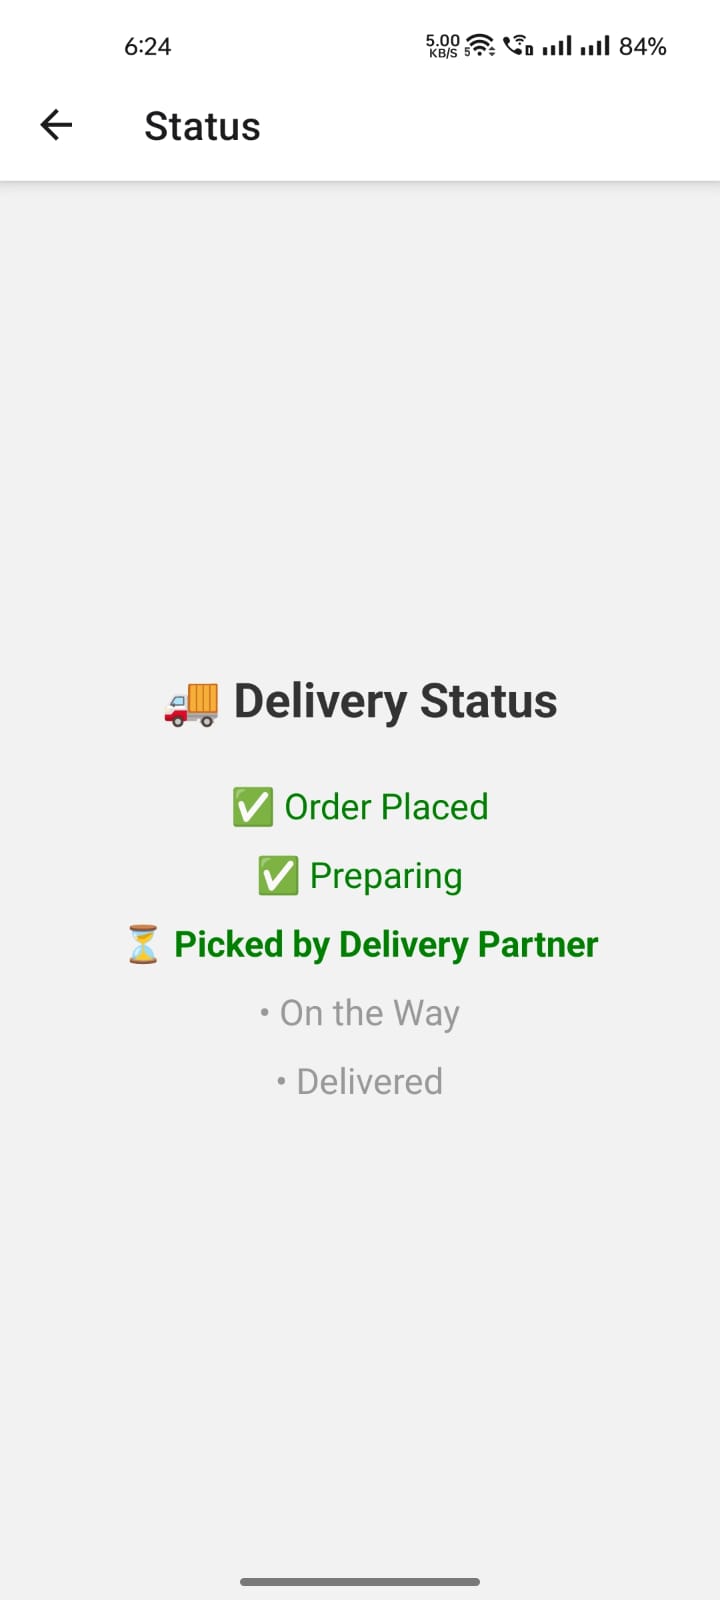 6:24 5.00 KB/S 5 84%
Status
🚚 Delivery Status
✅ Order Placed
✅ Preparing
⏳ Picked by Delivery Partner
• On the Way
• Delivered